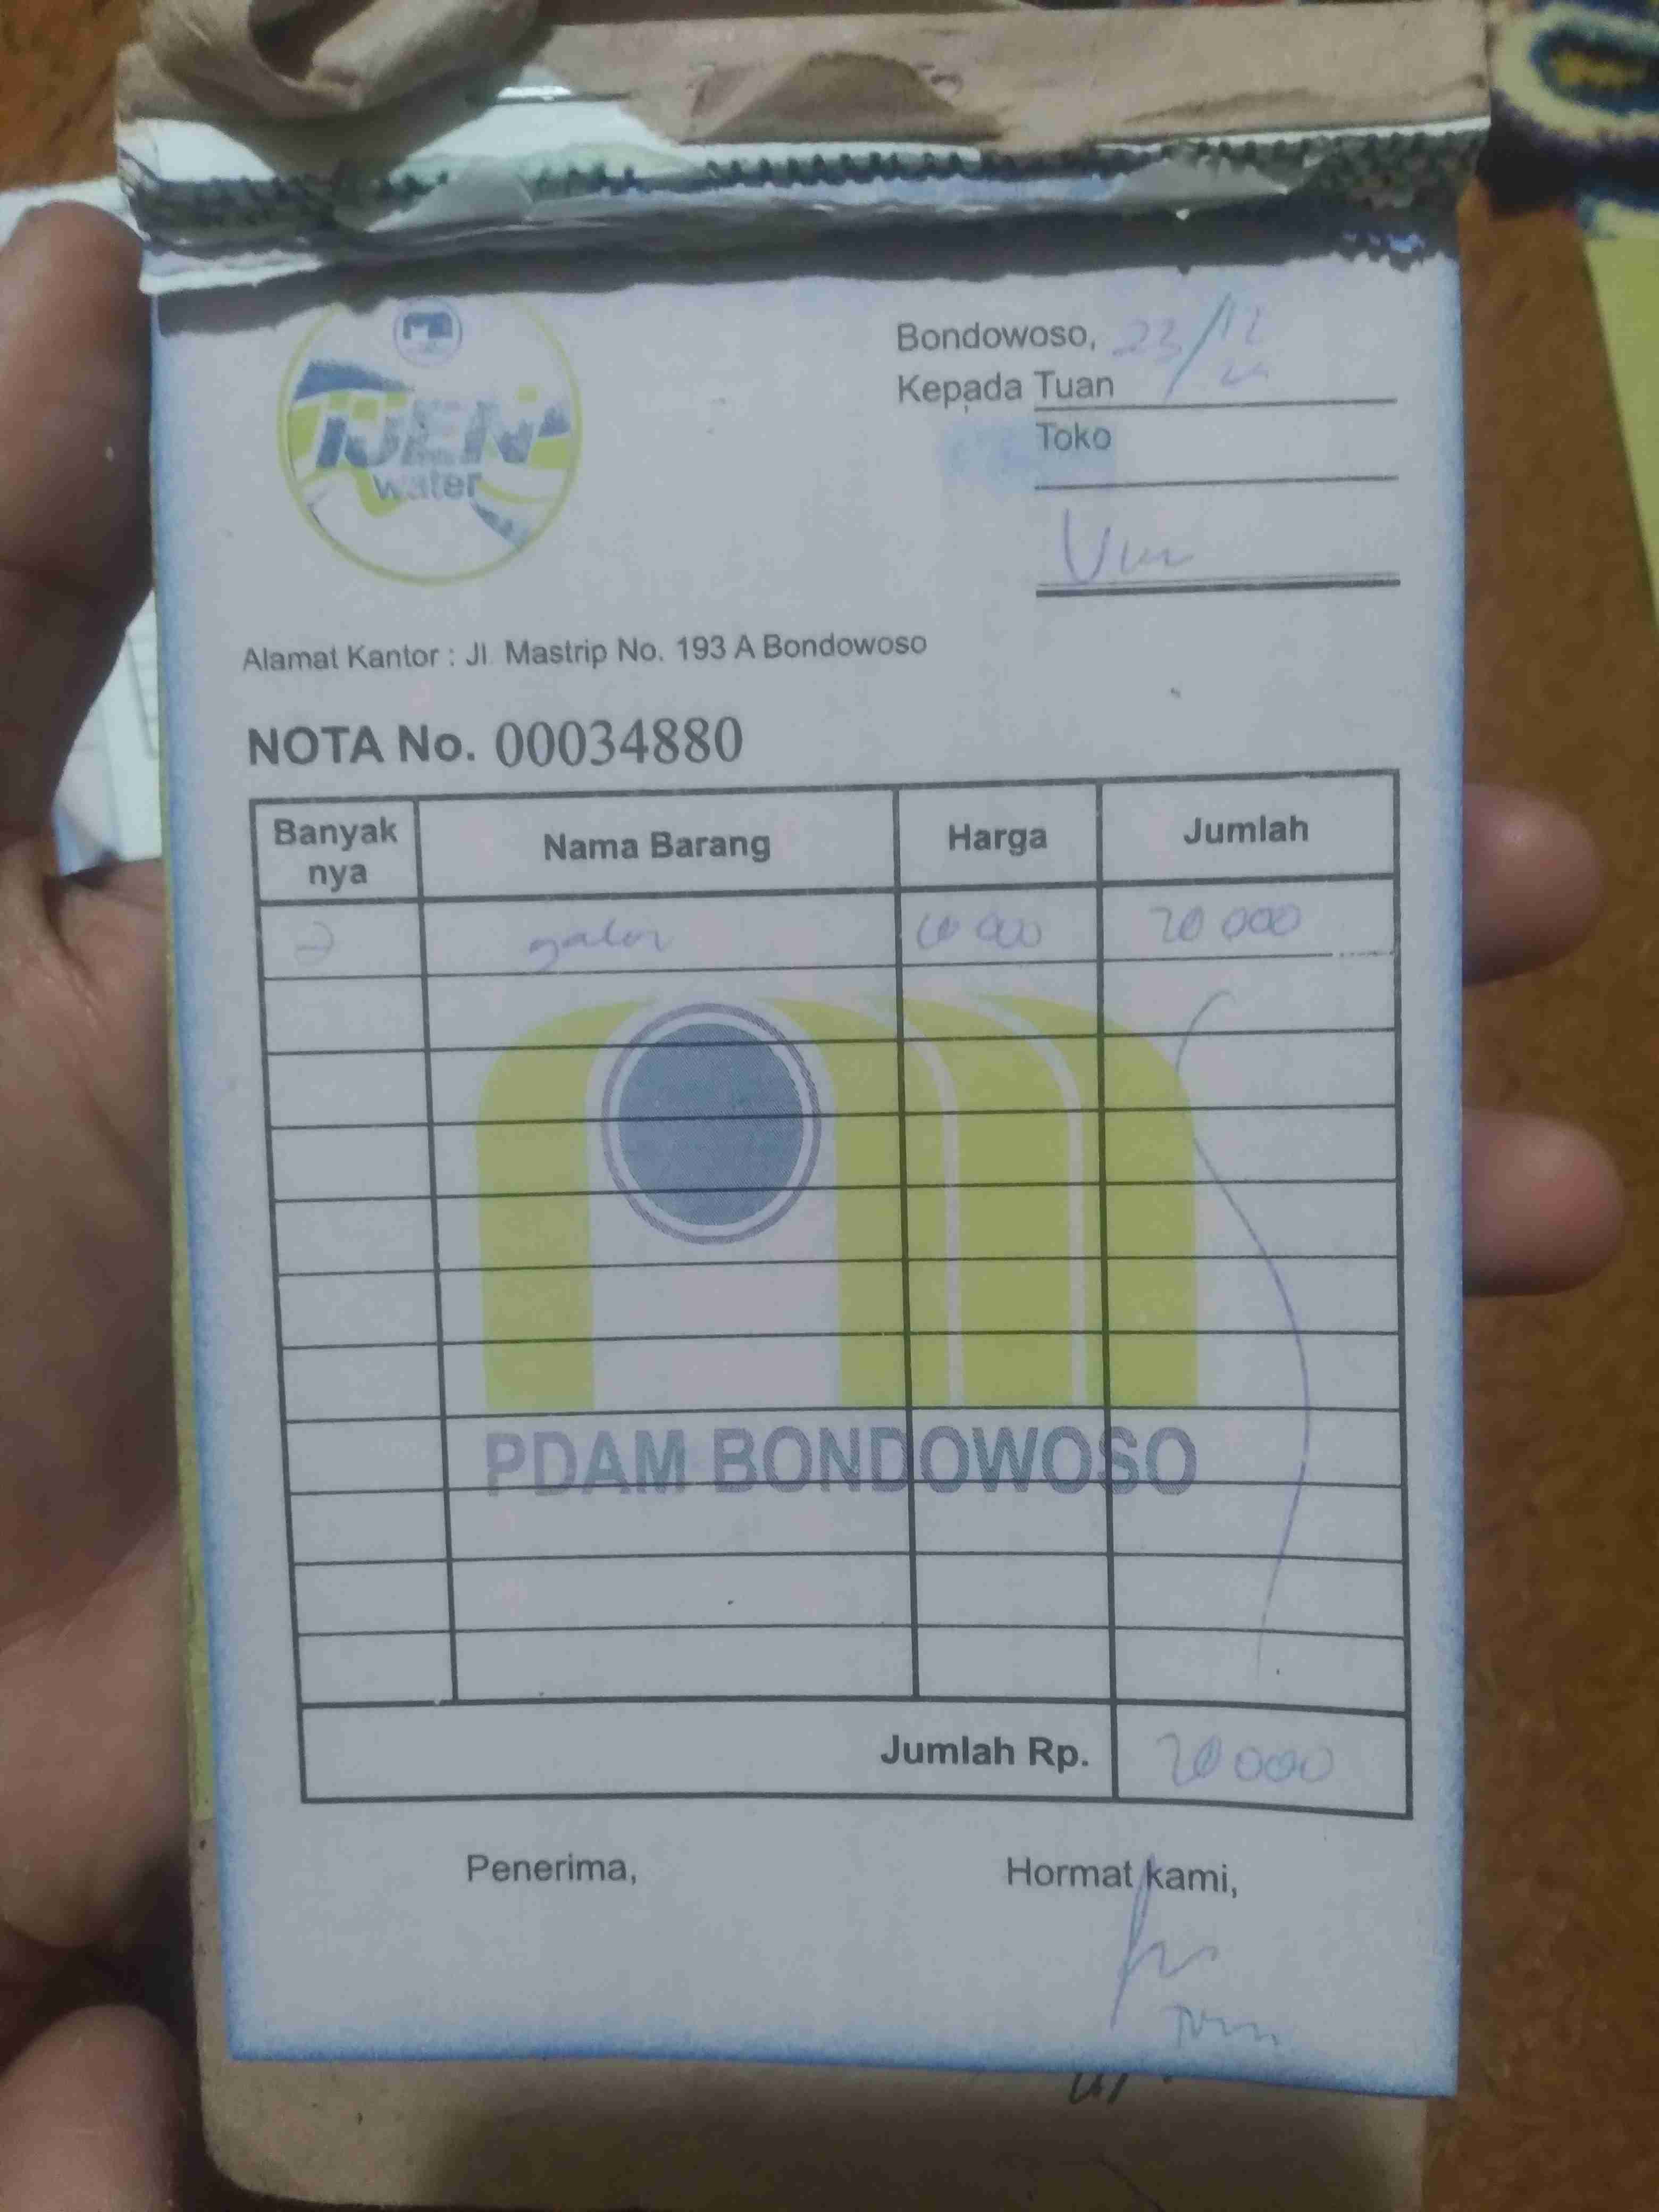 IJEN
water
Bondowoso, 23/12
Kepada Tuan
Toko
Alamat Kantor : Jl. Mastrip No. 193 A Bondowoso
NOTA No. 00034880
Banyak nya Nama Barang Harga Jumlah
2 galon 10 000 20 000
PDAM BONDOWOSO
Jumlah Rp. 20 000
Penerima, Hormat kami,